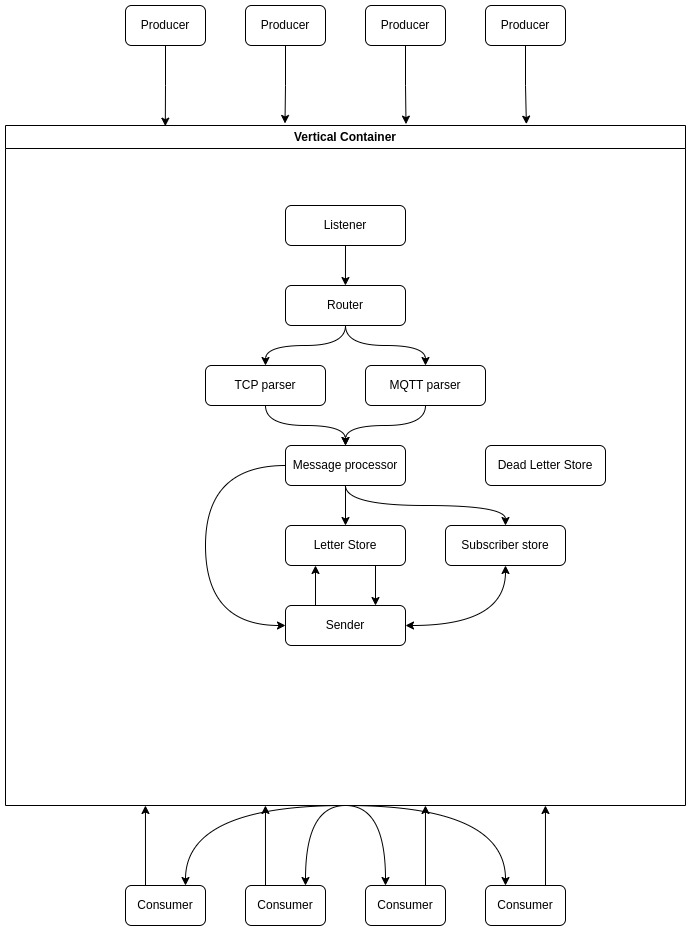 Producer
Producer
Producer
Producer
Vertical Container
Listener
Router
TCP parser
MQTT parser
Message processor
Dead Letter Store
Letter Store
Subscriber store
Sender
Consumer
Consumer
Consumer
Consumer